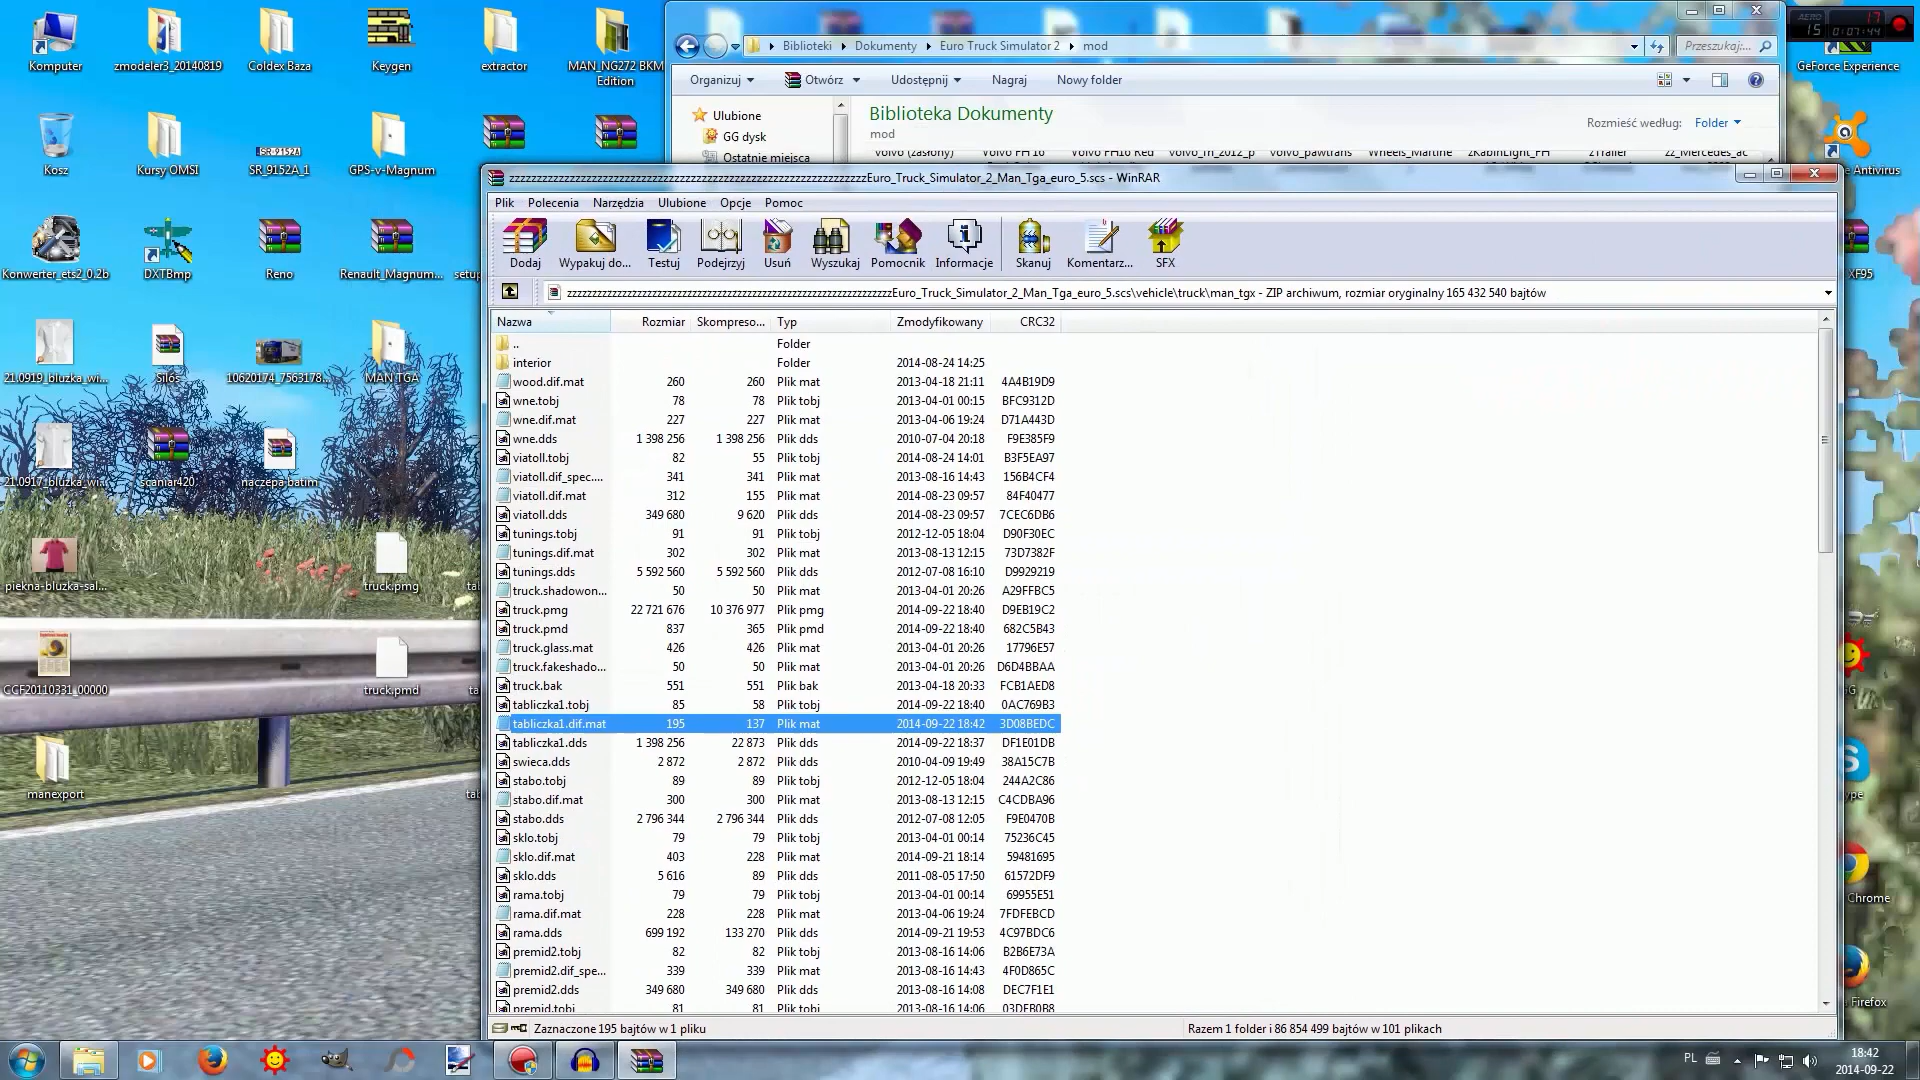 Komputer
zmodeler3_20140819
Coldex Baza
Keygen
extractor
MAN_NG272 BKM Edition
Kosz
Kursy OMSI
SR_9152A_1
GPS-v-Magnum
Konwerter_ets2_0.2b
DXTBmp
Reno
Renault_Magnum...
21.0919_bluzka_wi...
Silos
10620174_7563178...
MAN TGA
21.0917_bluzka_wi...
scaniar420
naczepa batim
piekna-bluzka-sal...
truck.pmg
CCF20110331_00000
truck.pmd
manexport
Biblioteki
Dokumenty
Euro Truck Simulator 2
mod
Przeszukaj:...
Organizuj
Otwórz
Udostępnij
Nagraj
Nowy folder
Ulubione
GG dysk
Ostatnie miejsca
Biblioteka Dokumenty
mod
Rozmieść według:
Folder
15
17
0:07:44
GeForce Experience
Antivirus
XF95
Chrome
Firefox
Euro_Truck_Simulator_2_Man_Tga_euro_5.scs - WinRAR
Plik Polecenia Narzędzia Ulubione Opcje Pomoc
Dodaj Wypakuj do... Testuj Podejrzyj Usuń Wyszukaj Pomocnik Informacje Skanuj Komentarz... SFX
Euro_Truck_Simulator_2_Man_Tga_euro_5.scs\vehicle\truck\man_tgx - ZIP archiwum, rozmiar oryginalny 165 432 540 bajtów
Nazwa Rozmiar Skompreso... Typ Zmodyfikowany CRC32
.. Folder
interior Folder 2014-08-24 14:25
wood.dif.mat 260 260 Plik mat 2013-04-18 21:11 4A4B19D9
wne.tobj 78 78 Plik tobj 2013-04-01 00:15 BFC9312D
wne.dif.mat 227 227 Plik mat 2013-04-06 19:24 D71A443D
wne.dds 1 398 256 1 398 256 Plik dds 2010-07-04 20:18 F9E385F9
viatoll.tobj 82 55 Plik tobj 2014-08-24 14:01 B3F5EA97
viatoll.dif_spec.... 341 341 Plik mat 2013-08-16 14:43 156B4CF4
viatoll.dif.mat 312 155 Plik mat 2014-08-23 09:57 84F40477
viatoll.dds 349 680 9 620 Plik dds 2014-08-23 09:57 7CEC6DB6
tunings.tobj 91 91 Plik tobj 2012-12-05 18:04 D90F30EC
tunings.dif.mat 302 302 Plik mat 2013-08-13 12:15 73D7382F
tunings.dds 5 592 560 5 592 560 Plik dds 2012-07-08 16:10 D9929219
truck.shadowon... 50 50 Plik mat 2013-04-01 20:26 A29FFBC5
truck.pmg 22 721 676 10 376 977 Plik pmg 2014-09-22 18:40 D9EB19C2
truck.pmd 837 365 Plik pmd 2014-09-22 18:40 682C5B43
truck.glass.mat 426 426 Plik mat 2013-04-01 20:26 17796E57
truck.fakeshado... 50 50 Plik mat 2013-04-01 20:26 D6D4BBAA
truck.bak 551 551 Plik bak 2013-04-18 20:33 FCB1AED8
tabliczka1.tobj 85 58 Plik tobj 2014-09-22 18:40 0AC769B3
tabliczka1.dif.mat 195 137 Plik mat 2014-09-22 18:42 3D08BEDC
tabliczka1.dds 1 398 256 22 873 Plik dds 2014-09-22 18:37 DF1E01DB
swieca.dds 2 872 2 872 Plik dds 2010-04-09 19:49 38A15C7B
stabo.tobj 89 89 Plik tobj 2012-12-05 18:04 244A2C86
stabo.dif.mat 300 300 Plik mat 2013-08-13 12:15 C4CDBA96
stabo.dds 2 796 344 2 796 344 Plik dds 2012-07-08 12:05 F9E0470B
sklo.tobj 79 79 Plik tobj 2013-04-01 00:14 75236C45
sklo.dif.mat 403 228 Plik mat 2014-09-21 18:14 59481695
sklo.dds 5 616 89 Plik dds 2011-08-05 17:50 61572DF9
rama.tobj 79 79 Plik tobj 2013-04-01 00:14 69955E51
rama.dif.mat 228 228 Plik mat 2013-04-06 19:24 7FDFEBCD
rama.dds 699 192 133 270 Plik dds 2014-09-21 19:53 4C97BDC6
premid2.tobj 82 82 Plik tobj 2013-08-16 14:06 B2B6E73A
premid2.dif_spe... 339 339 Plik mat 2013-08-16 14:43 4F0D865C
premid2.dds 349 680 349 680 Plik dds 2013-08-16 14:08 DEC7F1E1
premid.tobj 81 81 Plik tobj 2013-08-16 14:06 03DEB0B8
Zaznaczone 195 bajtów w 1 pliku
Razem 1 folder i 86 854 499 bajtów w 101 plikach
PL
18:42
2014-09-22